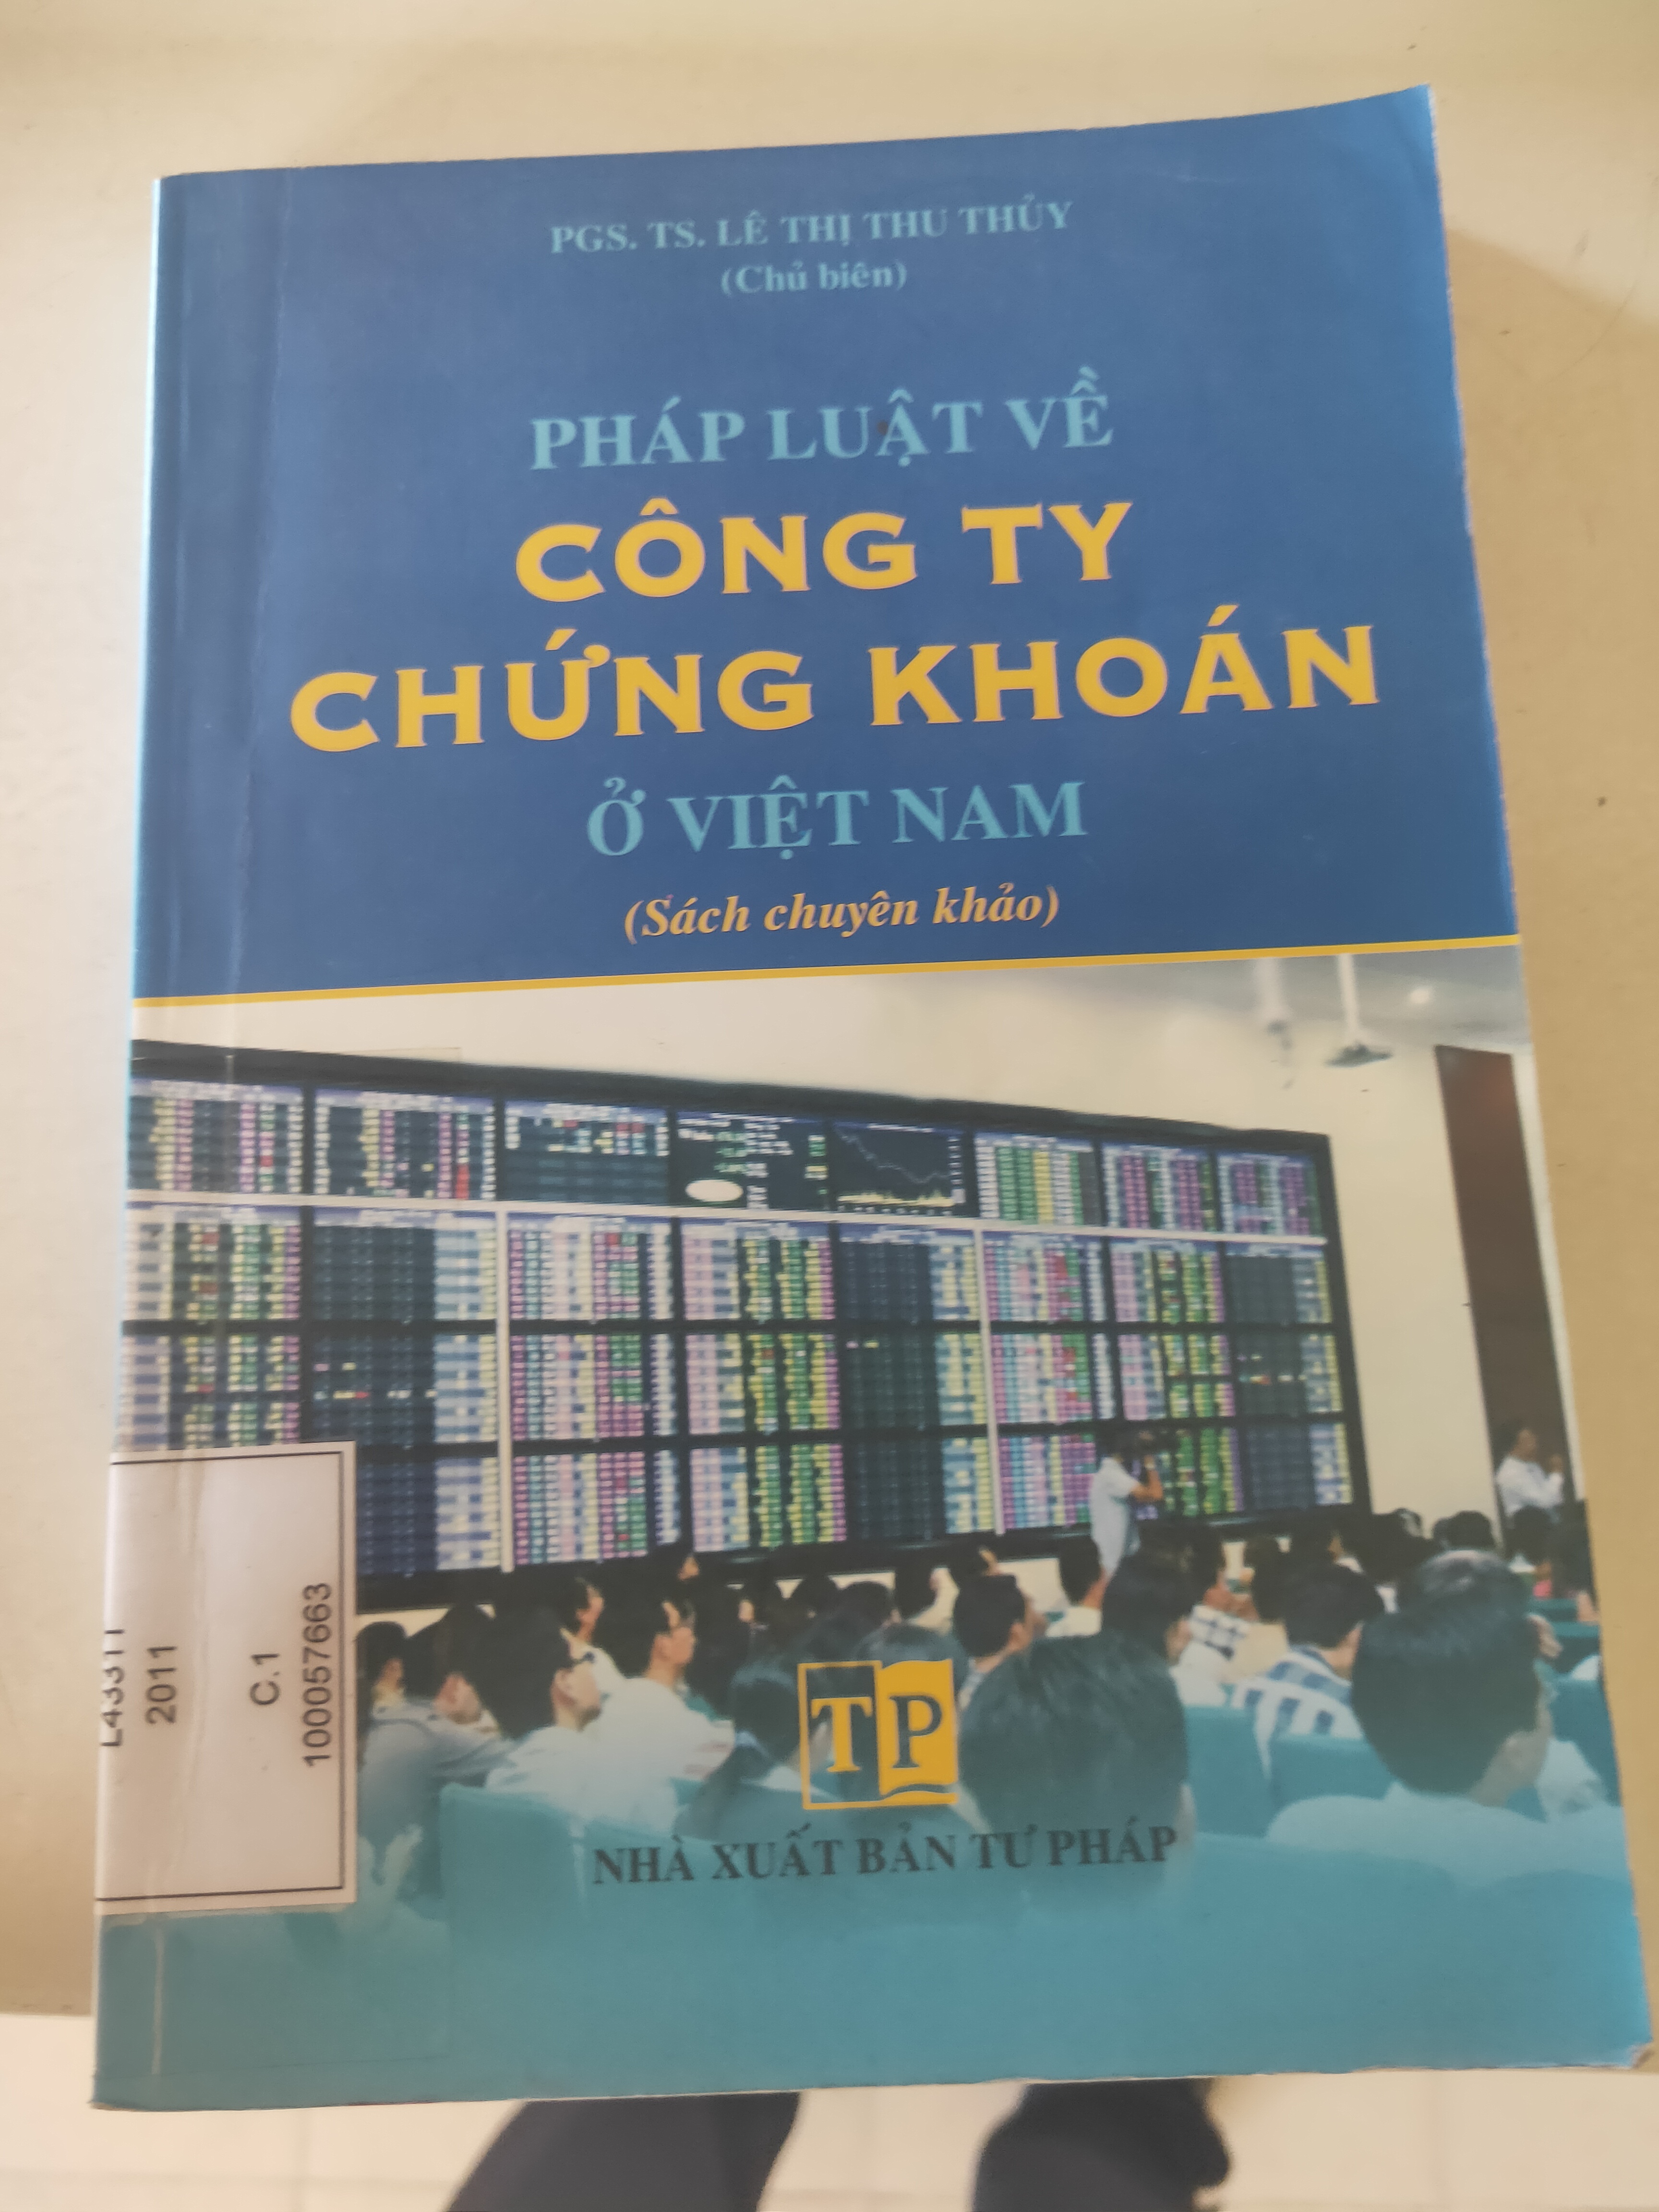 PGS. TS. LÊ THỊ THU THỦY
(Chủ biên)
PHÁP LUẬT VỀ
CÔNG TY
CHỨNG KHOÁN
Ở VIỆT NAM
(Sách chuyên khảo)
2011
C.1
10057663
TP
NHÀ XUẤT BẢN TƯ PHÁP